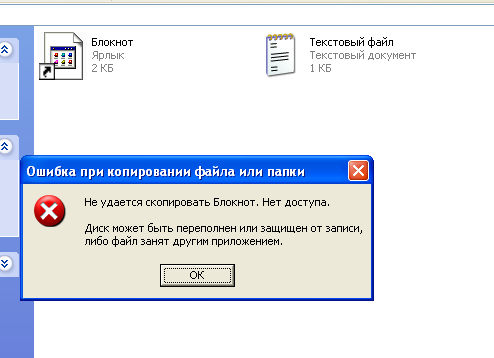 Блокнот
Ярлык
2 КБ
Текстовый файл
Текстовый документ
1 КБ
Ошибка при копировании файла или папки
Не удается скопировать Блокнот. Нет доступа.
Диск может быть переполнен или защищен от записи,
либо файл занят другим приложением.
OK